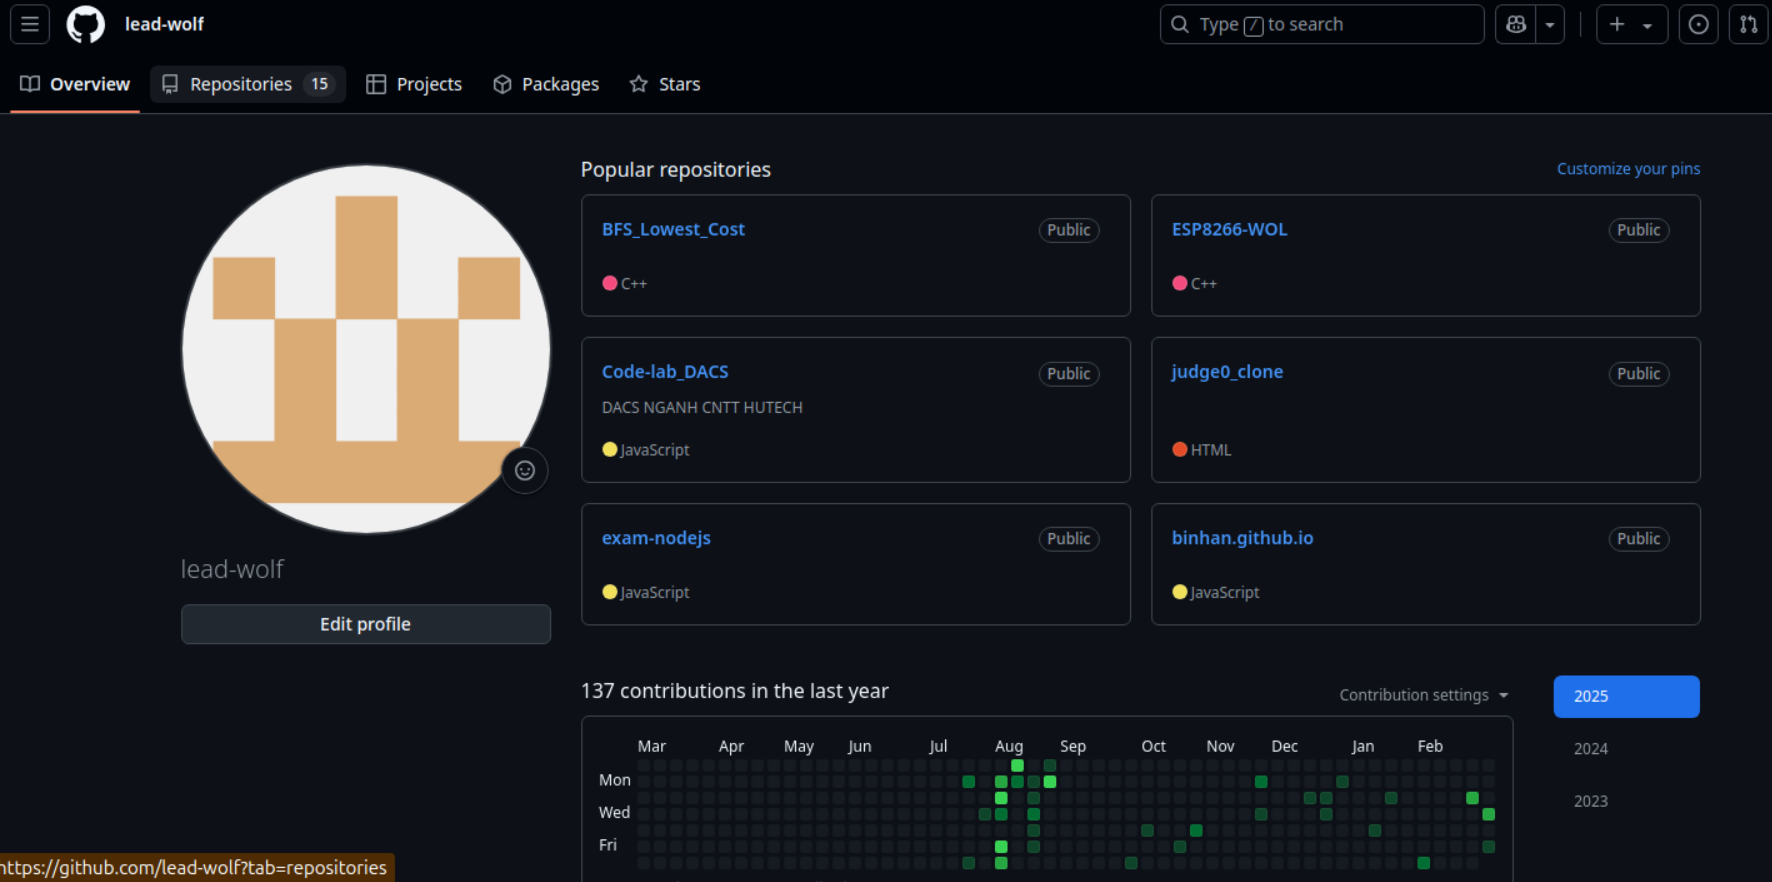 lead-wolf
Type / to search
Overview
Repositories 15
Projects
Packages
Stars
Popular repositories
Customize your pins
BFS_Lowest_Cost
Public
C++
ESP8266-WOL
Public
C++
Code-lab_DACS
Public
DACS NGANH CNTT HUTECH
JavaScript
judge0_clone
Public
HTML
exam-nodejs
Public
JavaScript
binhan.github.io
Public
JavaScript
lead-wolf
Edit profile
137 contributions in the last year
Contribution settings
2025
2024
2023
Mar Apr May Jun Jul Aug Sep Oct Nov Dec Jan Feb
Mon
Wed
Fri
https://github.com/lead-wolf?tab=repositories